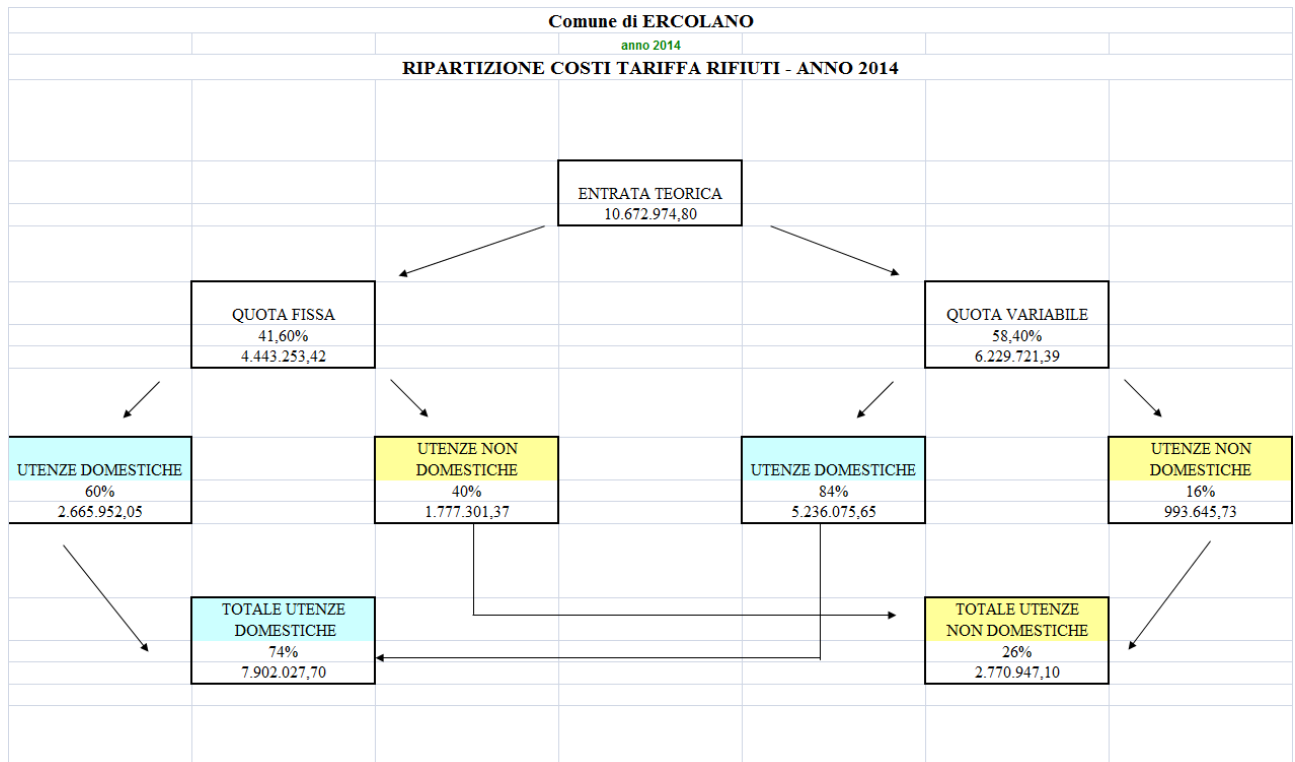 Comune di ERCOLANO
anno 2014
RIPARTIZIONE COSTI TARIFFA RIFIUTI - ANNO 2014
ENTRATA TEORICA
10.672.974,80
QUOTA FISSA
41,60%
4.443.253,42
QUOTA VARIABILE
58,40%
6.229.721,39
UTENZE DOMESTICHE
60%
2.665.952,05
UTENZE NON
DOMESTICHE
40%
1.777.301,37
UTENZE DOMESTICHE
84%
5.236.075,65
UTENZE NON
DOMESTICHE
16%
993.645,73
TOTALE UTENZE
DOMESTICHE
74%
7.902.027,70
TOTALE UTENZE
NON DOMESTICHE
26%
2.770.947,10